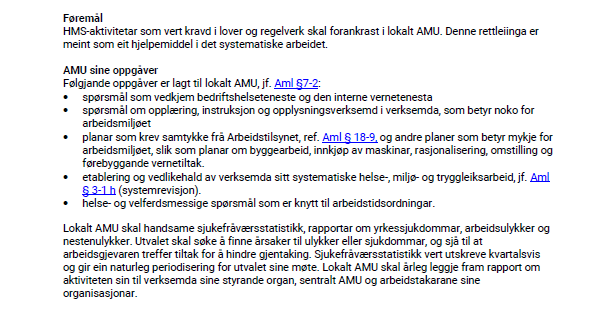 Føremål
HMS-aktivitetar som vert kravd i lover og regelverk skal forankrast i lokalt AMU. Denne rettleiinga er
meint som eit hjelpemiddel i det systematiske arbeidet.
AMU sine oppgåver
Følgjande oppgåver er lagt til lokalt AMU, jf. Aml §7-2:
• spørsmål som vedkjem bedriftshelseteneste og den interne vernetenesta
• spørsmål om opplæring, instruksjon og opplysningsverksemd i verksemda, som betyr noko for
arbeidsmiljøet
• planar som krev samtykke frå Arbeidstilsynet, ref. Aml § 18-9, og andre planer som betyr mykje for
arbeidsmiljøet, slik som planar om byggearbeid, innkjøp av maskinar, rasjonalisering, omstilling og
førebyggande vernetiltak.
• etablering og vedlikehald av verksemda sitt systematiske helse-, miljø- og tryggleiksarbeid, jf. Aml
§ 3-1 h (systemrevisjon).
• helse- og velferdsmessige spørsmål som er knytt til arbeidstidsordningar.
Lokalt AMU skal handsame sjukefråværsstatistikk, rapportar om yrkessjukdommar, arbeidsulykker og
nestenulykker. Utvalet skal søke å finne årsaker til ulykker eller sjukdommar, og sjå til at
arbeidsgjevaren treffer tiltak for å hindre gjentaking. Sjukefråværsstatistikk vert utskreve kvartalsvis
og gir ein naturleg periodisering for utvalet sine møte. Lokalt AMU skal årleg leggje fram rapport om
aktiviteten sin til verksemda sine styrande organ, sentralt AMU og arbeidstakarane sine
organisasjonar.